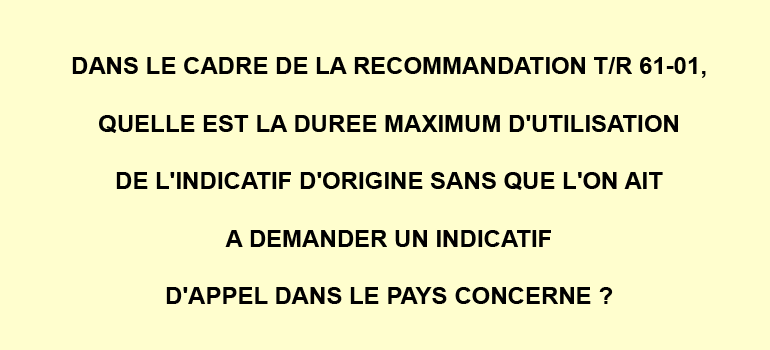 DANS LE CADRE DE LA RECOMMANDATION T/R 61-01,
QUELLE EST LA DUREE MAXIMUM D'UTILISATION
DE L'INDICATIF D'ORIGINE SANS QUE L'ON AIT
A DEMANDER UN INDICATIF
D'APPEL DANS LE PAYS CONCERNE ?